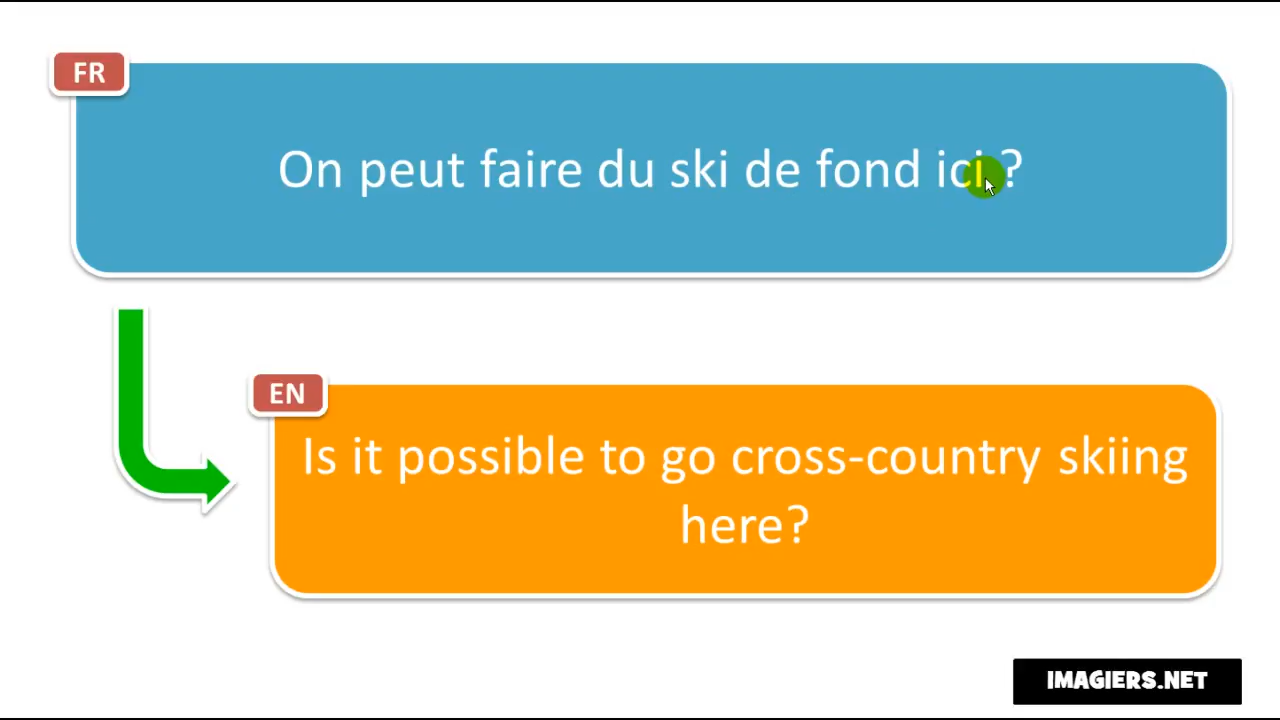 FR
On peut faire du ski de fond ici ?
EN
Is it possible to go cross-country skiing
here?
IMAGIERS.NET